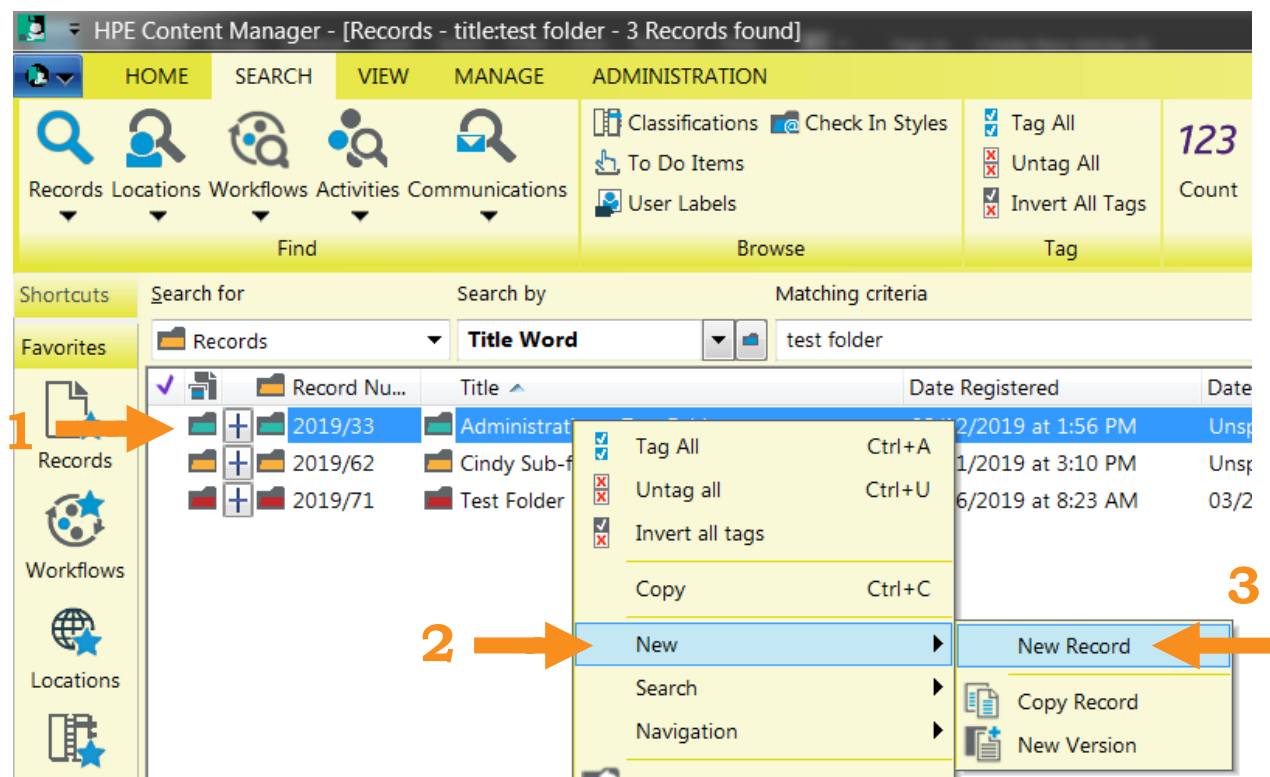 HPE Content Manager - [Records - title:test folder - 3 Records found]
HOME SEARCH VIEW MANAGE ADMINISTRATION
Classifications Check In Styles Tag All
To Do Items Untag All 123
Records Locations Workflows Activities Communications User Labels Invert All Tags Count
Find Browse Tag
Shortcuts Search for Search by Matching criteria
Favorites Records Title Word test folder
Record Nu... Title Date Registered Date
1 2019/33 2/2019 at 1:56 PM Unsp
2019/62 Cindy Sub-f 1/2019 at 3:10 PM Unsp
2019/71 Test Folder 6/2019 at 8:23 AM 03/2
Records
Workflows
Locations
Tag All Ctrl+A
Untag all Ctrl+U
Invert all tags
Copy Ctrl+C
2 New 3
Search
Navigation
New Record
Copy Record
New Version